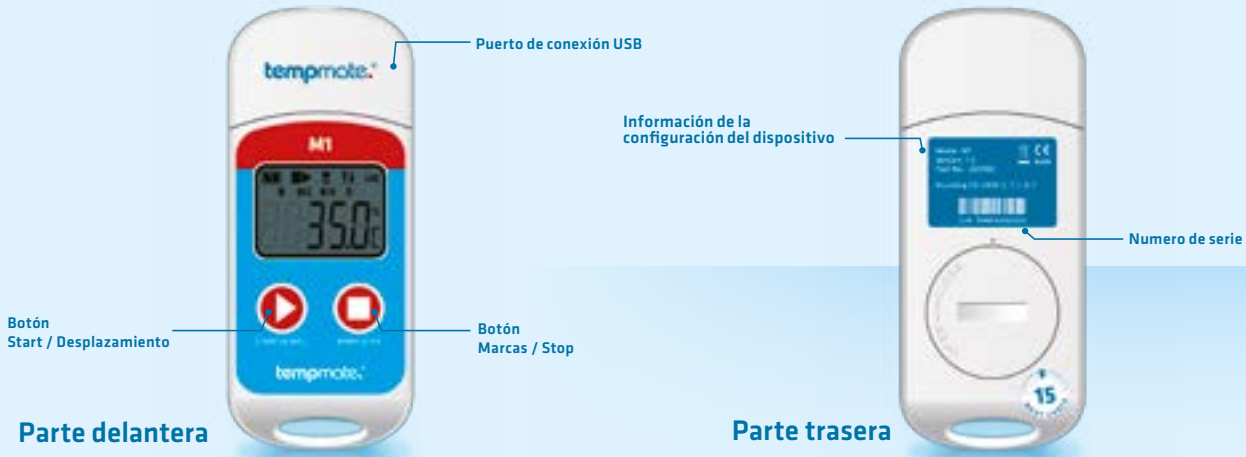 tempmate.
Puerto de conexión USB
M1
35.0
Botón
Start / Desplazamiento
Botón
Marcas / Stop
tempmate.
Parte delantera
Información de la
configuración del dispositivo
CE
Numero de serie
15
Parte trasera